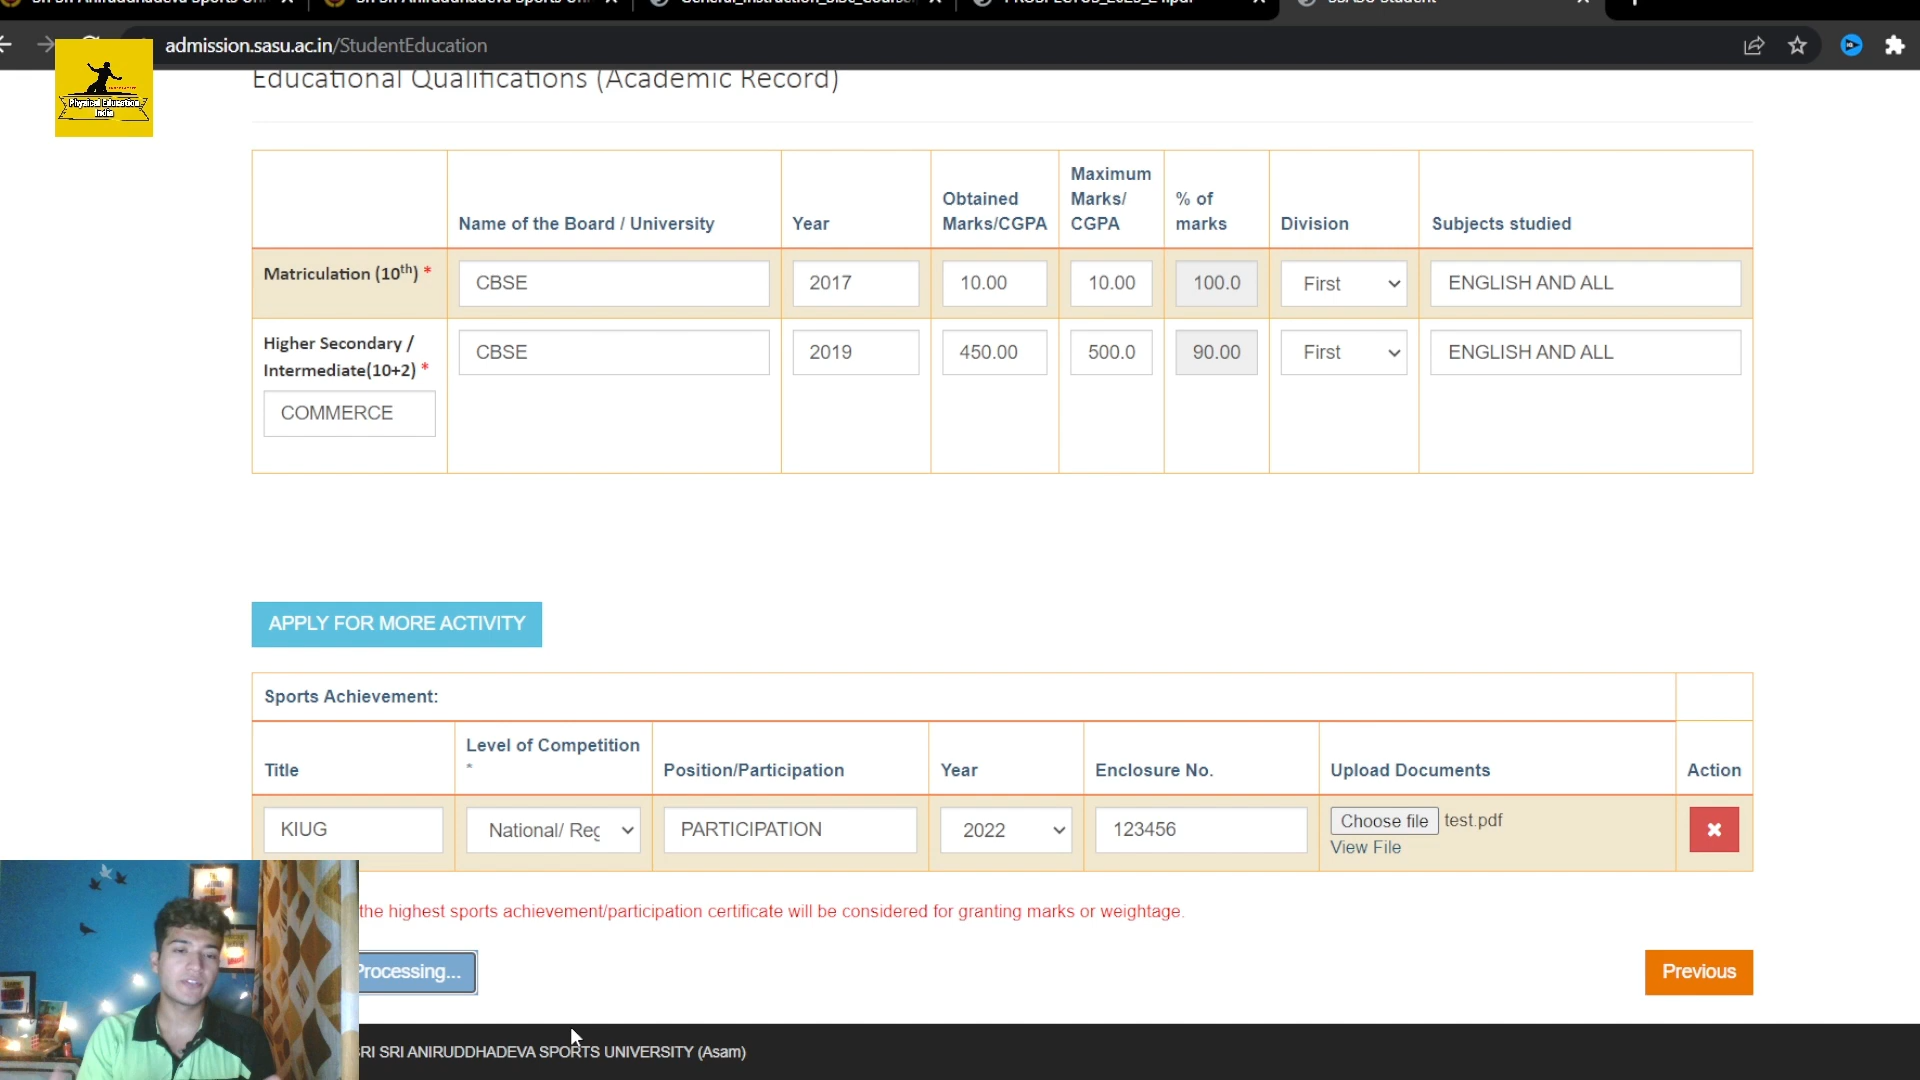 admission.sasu.ac.in/StudentEducation
Physical Education
India
Educational Qualifications (Academic Record)
Name of the Board / University
Year
Obtained
Marks/CGPA
Maximum
Marks/
CGPA
% of
marks
Division
Subjects studied
Matriculation (10th) *
CBSE
2017
10.00
10.00
100.0
First
ENGLISH AND ALL
Higher Secondary /
Intermediate(10+2) *
COMMERCE
CBSE
2019
450.00
500.0
90.00
First
ENGLISH AND ALL
APPLY FOR MORE ACTIVITY
Sports Achievement:
Title
Level of Competition
*
Position/Participation
Year
Enclosure No.
Upload Documents
Action
KIUG
National/ Reg
PARTICIPATION
2022
123456
Choose file test.pdf
View File
the highest sports achievement/participation certificate will be considered for granting marks or weightage.
Processing...
Previous
SRI ANIRUDDHADEVA SPORTS UNIVERSITY (Asam)